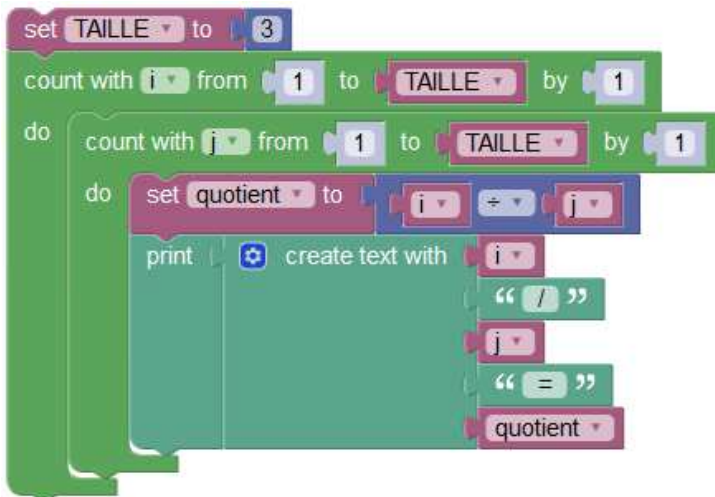 set TAILLE to 3
count with i from 1 to TAILLE by 1
do count with j from 1 to TAILLE by 1
do set quotient to i ÷ j
print create text with i
“ / ”
j
“ = ”
quotient